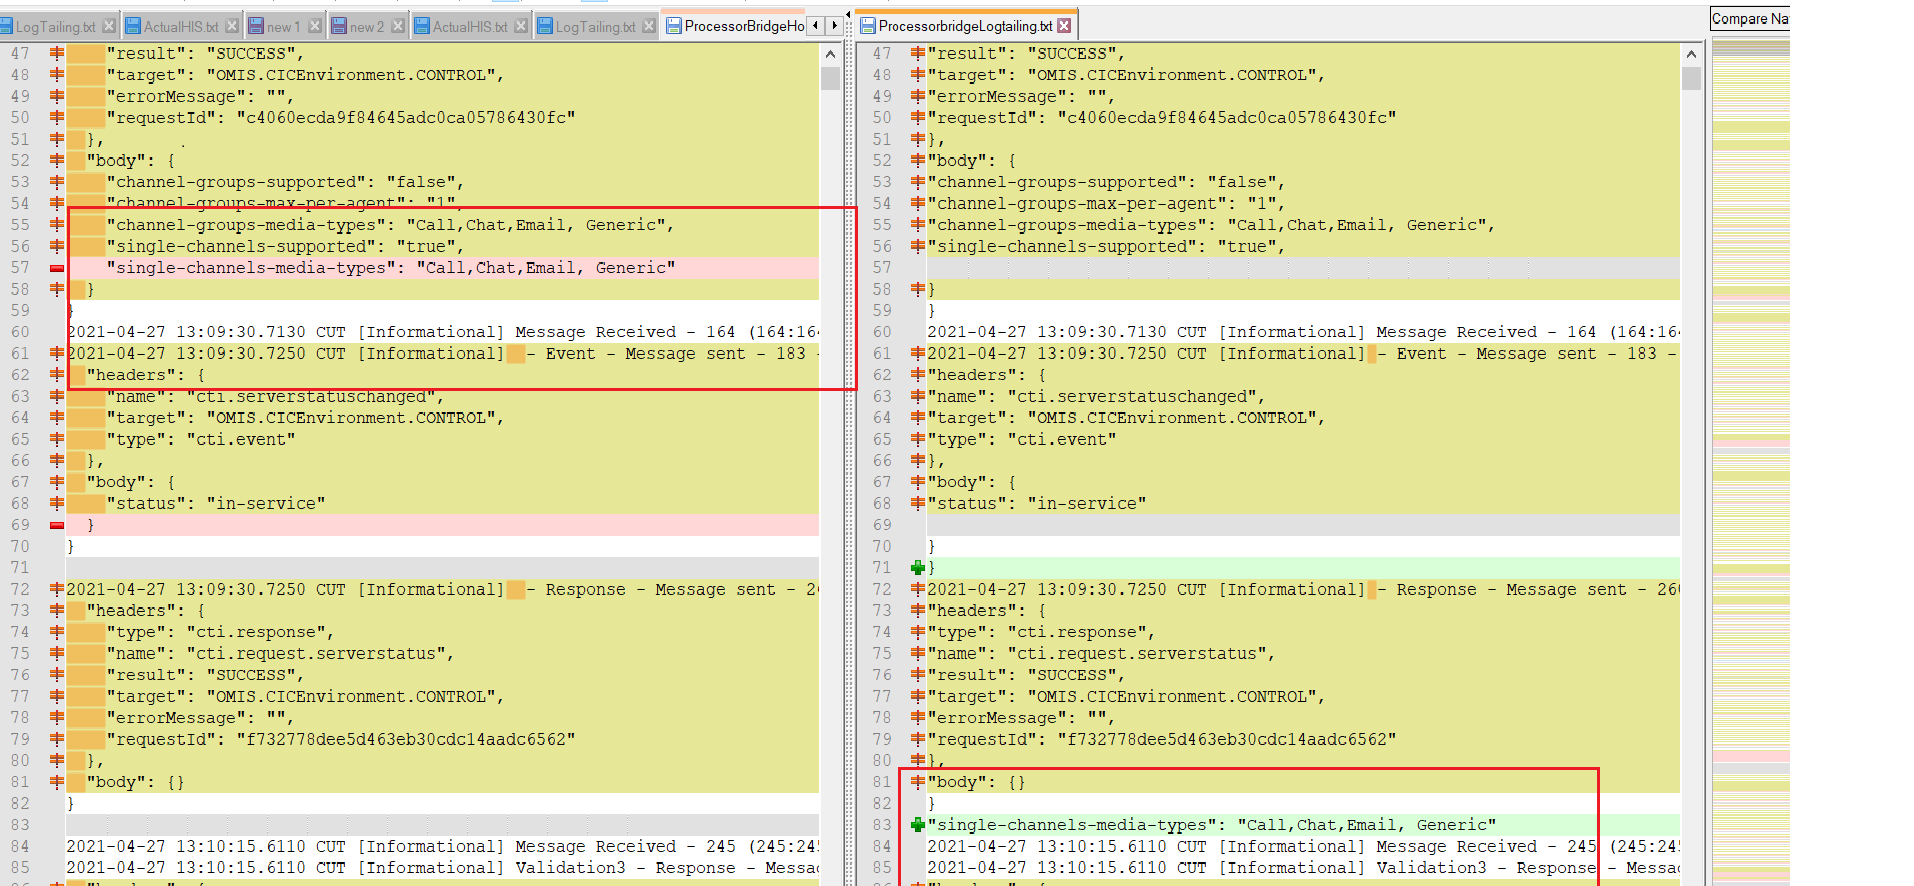 LogTailing.txt ActualHIS.txt new 1 new 2 ActualHIS.txt LogTailing.txt ProcessorBridgeHo
47 "result": "SUCCESS",
48 "target": "OMIS.CICEnvironment.CONTROL",
49 "errorMessage": "",
50 "requestId": "c4060ecda9f84645adc0ca05786430fc"
51 },
52 "body": {
53 "channel-groups-supported": "false",
54 "channel-groups-max-per-agent": "1",
55 "channel-groups-media-types": "Call,Chat,Email, Generic",
56 "single-channels-supported": "true",
57 "single-channels-media-types": "Call,Chat,Email, Generic"
58 }
59 }
60 2021-04-27 13:09:30.7130 CUT [Informational] Message Received - 164 (164:16
61 2021-04-27 13:09:30.7250 CUT [Informational] - Event - Message sent - 183 -
62 "headers": {
63 "name": "cti.serverstatuschanged",
64 "target": "OMIS.CICEnvironment.CONTROL",
65 "type": "cti.event"
66 },
67 "body": {
68 "status": "in-service"
69 }
70 }
71
72 2021-04-27 13:09:30.7250 CUT [Informational] - Response - Message sent - 2
73 "headers": {
74 "type": "cti.response",
75 "name": "cti.request.serverstatus",
76 "result": "SUCCESS",
77 "target": "OMIS.CICEnvironment.CONTROL",
78 "errorMessage": "",
79 "requestId": "f732778dee5d463eb30cdc14aadc6562"
80 },
81 "body": {}
82 }
83
84 2021-04-27 13:10:15.6110 CUT [Informational] Message Received - 245 (245:245
85 2021-04-27 13:10:15.6110 CUT [Informational] Validation3 - Response - Messag
ProcessorbridgeLogtailing.txt
47 "result": "SUCCESS",
48 "target": "OMIS.CICEnvironment.CONTROL",
49 "errorMessage": "",
50 "requestId": "c4060ecda9f84645adc0ca05786430fc"
51 },
52 "body": {
53 "channel-groups-supported": "false",
54 "channel-groups-max-per-agent": "1",
55 "channel-groups-media-types": "Call,Chat,Email, Generic",
56 "single-channels-supported": "true",
57
58 }
59 }
60 2021-04-27 13:09:30.7130 CUT [Informational] Message Received - 164 (164:16
61 2021-04-27 13:09:30.7250 CUT [Informational] - Event - Message sent - 183 -
62 "headers": {
63 "name": "cti.serverstatuschanged",
64 "target": "OMIS.CICEnvironment.CONTROL",
65 "type": "cti.event"
66 },
67 "body": {
68 "status": "in-service"
69
70 }
71 }
72 2021-04-27 13:09:30.7250 CUT [Informational] - Response - Message sent - 260
73 "headers": {
74 "type": "cti.response",
75 "name": "cti.request.serverstatus",
76 "result": "SUCCESS",
77 "target": "OMIS.CICEnvironment.CONTROL",
78 "errorMessage": "",
79 "requestId": "f732778dee5d463eb30cdc14aadc6562"
80 },
81 "body": {}
82 }
83 "single-channels-media-types": "Call,Chat,Email, Generic"
84 2021-04-27 13:10:15.6110 CUT [Informational] Message Received - 245 (245:245
85 2021-04-27 13:10:15.6110 CUT [Informational] Validation3 - Response - Messag
Compare Na